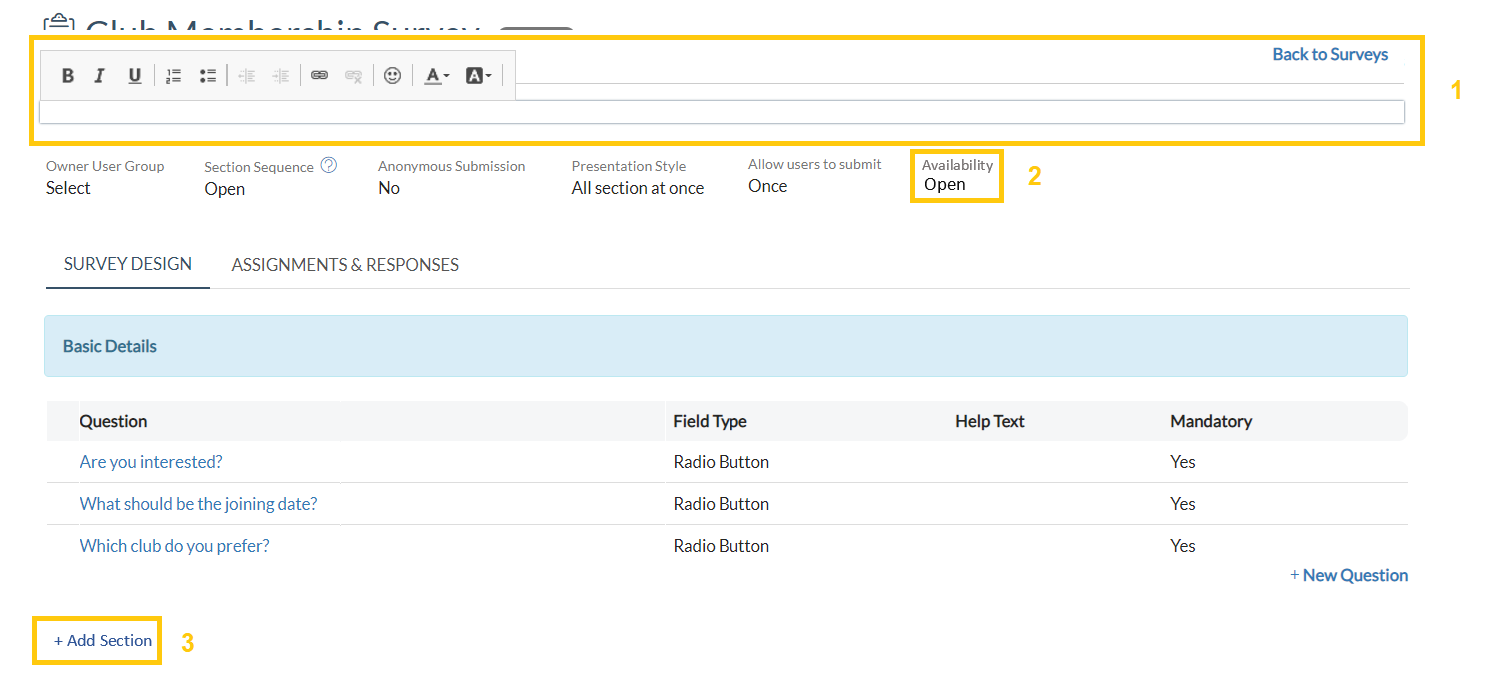 Club Membership Survey
Back to Surveys
B I U A A
1
Owner User Group Section Sequence ? Anonymous Submission Presentation Style Allow users to submit Availability
Select Open No All section at once Once Open
2
SURVEY DESIGN ASSIGNMENTS & RESPONSES
Basic Details
Question Field Type Help Text Mandatory
Are you interested? Radio Button Yes
What should be the joining date? Radio Button Yes
Which club do you prefer? Radio Button Yes
+ New Question
+ Add Section 3